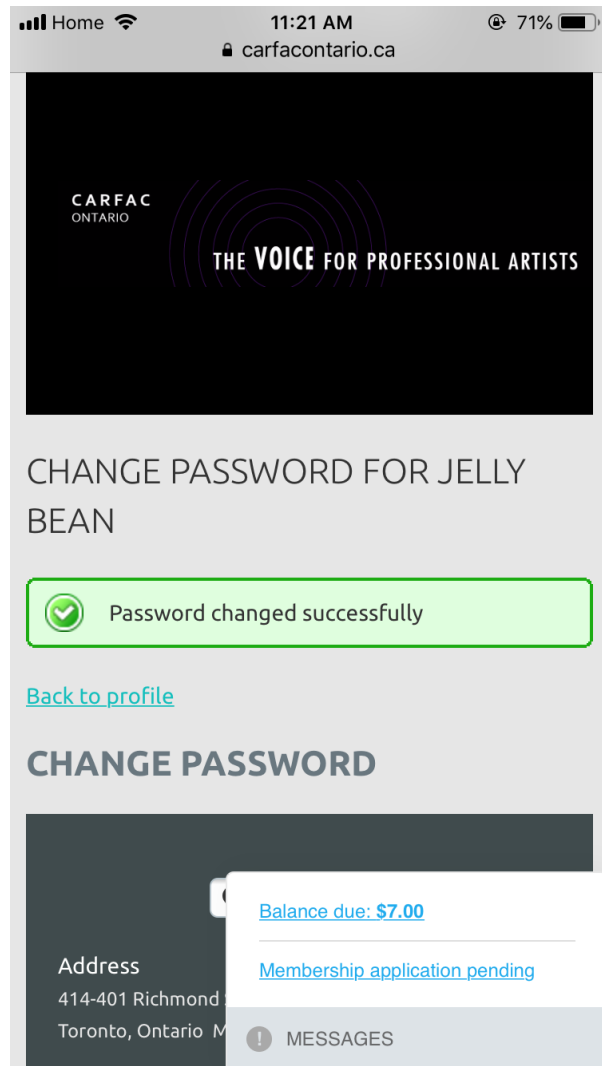 Home 11:21 AM 71%
carfacontario.ca
CARFAC
ONTARIO
THE VOICE FOR PROFESSIONAL ARTISTS
CHANGE PASSWORD FOR JELLY
BEAN
Password changed successfully
Back to profile
CHANGE PASSWORD
Balance due: $7.00
Membership application pending
Address
414-401 Richmond
Toronto, Ontario M
! MESSAGES